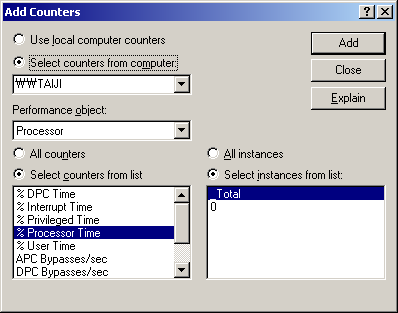 Add Counters
Use local computer counters
Select counters from computer:
₩₩TAIJI
Performance object:
Processor
All counters
Select counters from list
% DPC Time
% Interrupt Time
% Privileged Time
% Processor Time
% User Time
APC Bypasses/sec
DPC Bypasses/sec
All instances
Select instances from list:
_Total
0
Add
Close
Explain